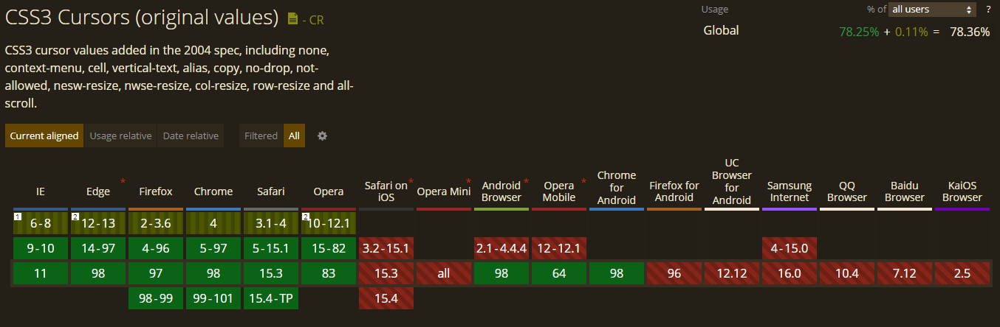 CSS3 Cursors (original values) - CR
Usage % of all users ?
Global 78.25% + 0.11% = 78.36%
CSS3 cursor values added in the 2004 spec, including none,
context-menu, cell, vertical-text, alias, copy, no-drop, not-
allowed, nesw-resize, nwse-resize, col-resize, row-resize and all-
scroll.
Current aligned Usage relative Date relative Filtered All
IE
Edge *
Firefox
Chrome
Safari
Opera
Safari on *
iOS
Opera Mini *
Android *
Browser
Opera *
Mobile
Chrome
for
Android
Firefox for
Android
UC
Browser
for
Android
Samsung
Internet
QQ
Browser
Baidu
Browser
KaiOS
Browser
1 6-8 2 12-13 2-3.6 4 3.1-4 2 10-12.1
9-10 14-97 4-96 5-97 5-15.1 15-82 3.2-15.1 2.1-4.4.4 12-12.1 4-15.0
11 98 97 98 15.3 83 15.3 all 98 64 98 96 12.12 16.0 10.4 7.12 2.5
98-99 99-101 15.4-TP 15.4